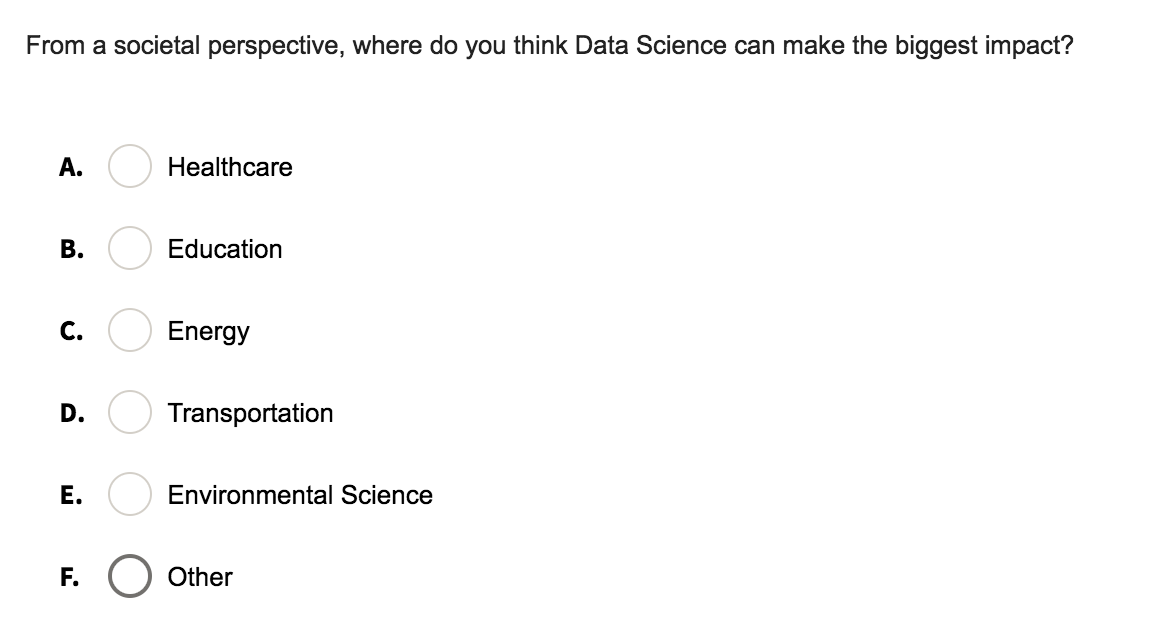 From a societal perspective, where do you think Data Science can make the biggest impact?
A. Healthcare
B. Education
C. Energy
D. Transportation
E. Environmental Science
F. Other